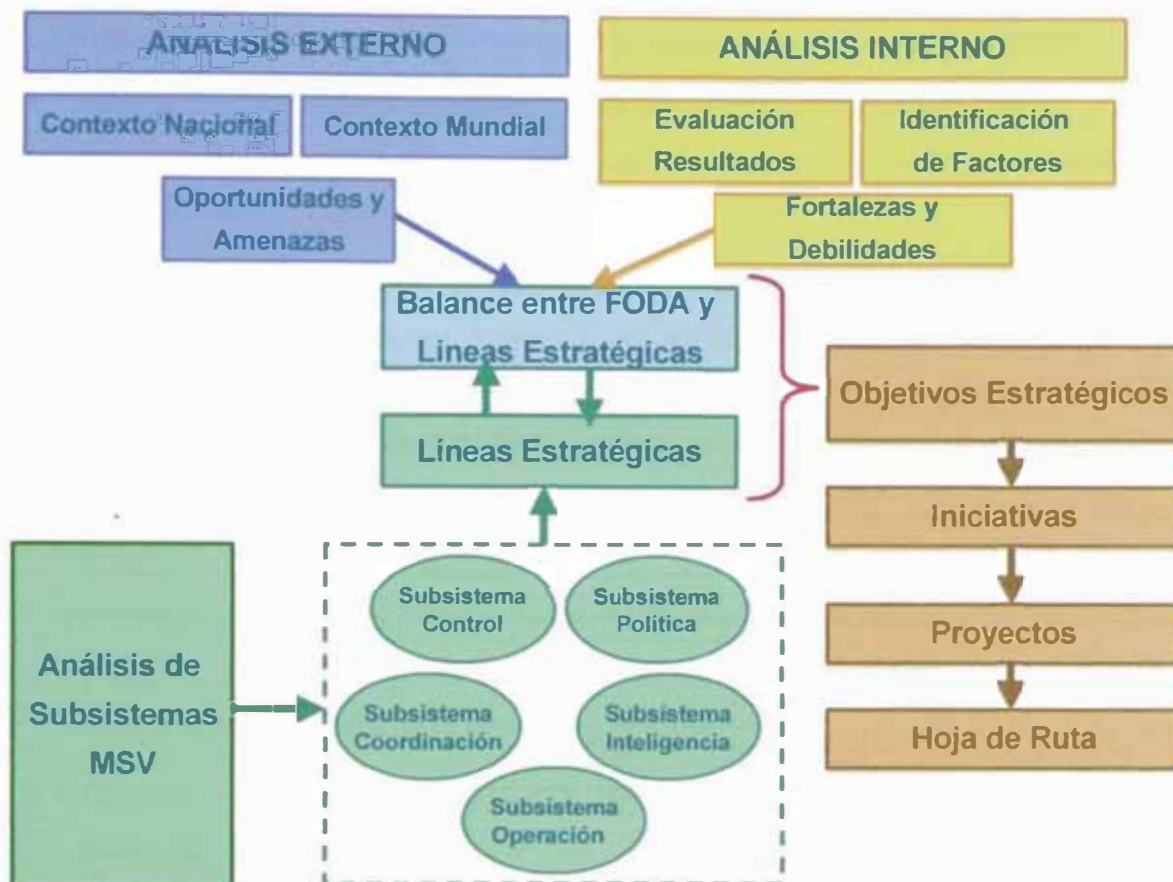 ANÁLISIS EXTERNO
ANÁLISIS INTERNO
Contexto Nacional
Contexto Mundial
Evaluación
Resultados
Identificación
de Factores
Oportunidades y
Amenazas
Fortalezas y
Debilidades
Balance entre FODA y
Líneas Estratégicas
Líneas Estratégicas
Objetivos Estratégicos
Iniciativas
Proyectos
Hoja de Ruta
Análisis de
Subsistemas
MSV
Subsistema
Control
Subsistema
Política
Subsistema
Coordinación
Subsistema
Inteligencia
Subsistema
Operación